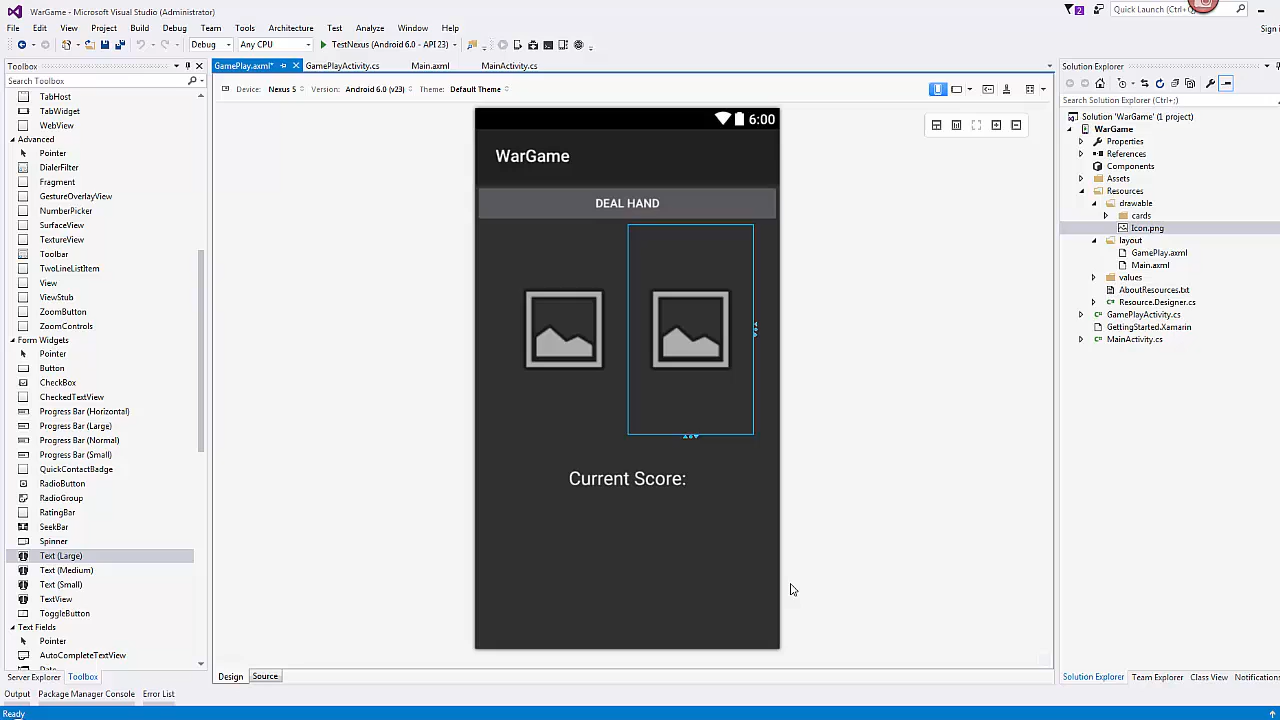 WarGame - Microsoft Visual Studio (Administrator)
2
Quick Launch (Ctrl+
File Edit View Project Build Debug Team Tools Architecture Test Analyze Window Help
Sign
Debug Any CPU TestNexus (Android 6.0 - API 23)
Toolbox
Search Toolbox
TabHost
TabWidget
WebView
Advanced
Pointer
DialerFilter
Fragment
GestureOverlayView
NumberPicker
SurfaceView
TextureView
Toolbar
TwoLineListItem
View
ViewStub
ZoomButton
ZoomControls
Form Widgets
Pointer
Button
CheckBox
CheckedTextView
Progress Bar (Horizontal)
Progress Bar (Large)
Progress Bar (Normal)
Progress Bar (Small)
QuickContactBadge
RadioButton
RadioGroup
RatingBar
SeekBar
Spinner
Text (Large)
Text (Medium)
Text (Small)
TextView
ToggleButton
Text Fields
Pointer
AutoCompleteTextView
Server Explorer Toolbox
GamePlay.axml* GamePlayActivity.cs Main.axml MainActivity.cs
Device: Nexus 5 Version: Android 6.0 (v23) Theme: Default Theme
6:00
WarGame
DEAL HAND
Current Score:
Design Source
Solution Explorer
Search Solution Explorer (Ctrl+;)
Solution 'WarGame' (1 project)
WarGame
Properties
References
Components
Assets
Resources
drawable
cards
Icon.png
layout
GamePlay.axml
Main.axml
values
AboutResources.txt
Resource.Designer.cs
GamePlayActivity.cs
GettingStarted.Xamarin
MainActivity.cs
Solution Explorer Team Explorer Class View Notifications
Output Package Manager Console Error List
Ready